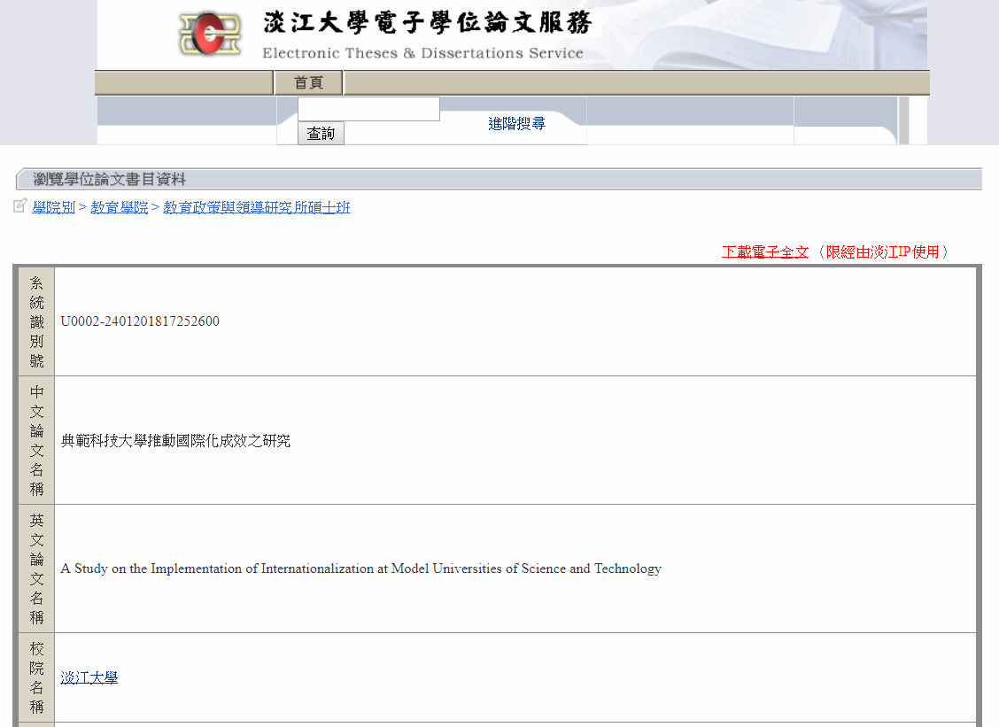 淡江大學電子學位論文服務
Electronic Theses & Dissertations Service
首頁
進階搜尋
查詢
瀏覽學位論文書目資料
學院別 > 教育學院 > 教育政策與領導研究所碩士班
下載電子全文（限經由淡江IP使用）
系統識別號
U0002-2401201817252600
中文論文名稱
典範科技大學推動國際化成效之研究
英文論文名稱
A Study on the Implementation of Internationalization at Model Universities of Science and Technology
校院名稱
淡江大學